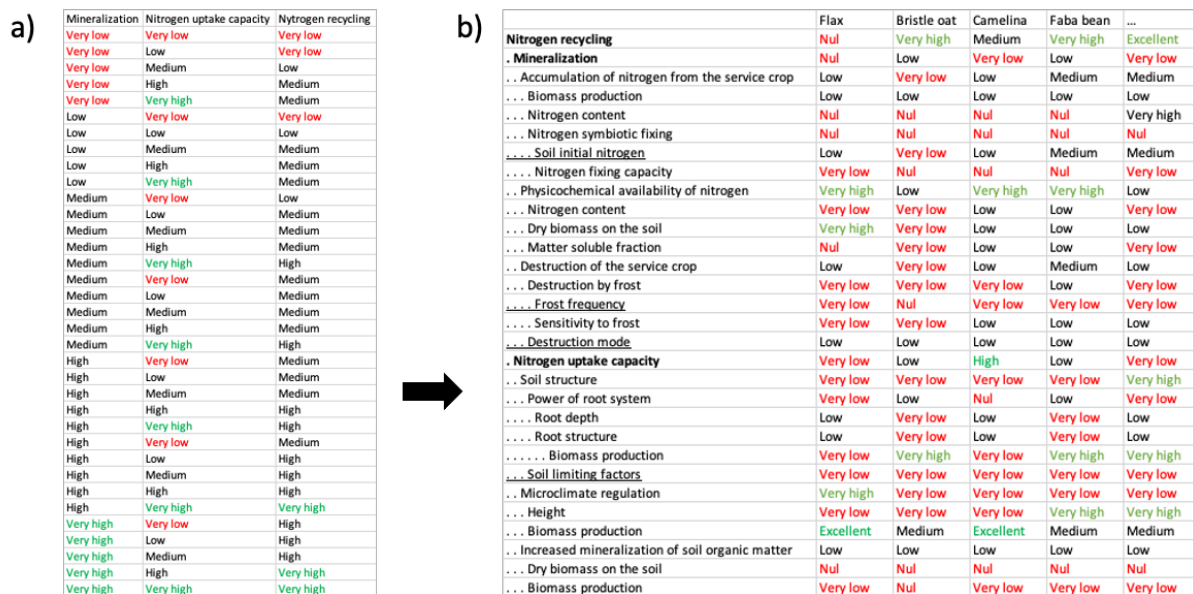 a)
Mineralization Nitrogen uptake capacity Nytrogen recycling
Very low Very low Very low
Very low Low Very low
Very low Medium Low
Very low High Medium
Very low Very high Medium
Low Very low Very low
Low Low Low
Low Medium Medium
Low High Medium
Low Very high Medium
Medium Very low Low
Medium Low Medium
Medium Medium Medium
Medium High Medium
Medium Very high High
Medium Very low Medium
Medium Low Medium
Medium Medium Medium
Medium High Medium
Medium Very high High
High Very low Medium
High Low Medium
High Medium Medium
High High High
High Very high High
High Very low Medium
High Low High
High Medium High
High High High
High Very high Very high
Very high Very low High
Very high Low High
Very high Medium High
Very high High Very high
Very high Very high Very high
b)
Flax Bristle oat Camelina Faba bean ...
Nitrogen recycling Nul Very high Medium Very high Excellent
. Mineralization Nul Low Very low Low Very low
. . Accumulation of nitrogen from the service crop Low Very low Low Medium Medium
. . . Biomass production Low Low Low Low Low
. . . Nitrogen content Nul Nul Nul Nul Very high
. . . Nitrogen symbiotic fixing Nul Nul Nul Nul Nul
. . . . Soil initial nitrogen Low Very low Low Medium Medium
. . . . Nitrogen fixing capacity Very low Nul Nul Nul Very low
. . Physicochemical availability of nitrogen Very high Low Very high Very high Low
. . . Nitrogen content Very low Very low Low Low Very low
. . . Dry biomass on the soil Very high Very low Low Low Low
. . . Matter soluble fraction Nul Very low Low Low Very low
. . Destruction of the service crop Low Very low Low Medium Low
. . . Destruction by frost Very low Very low Very low Low Very low
. . . . Frost frequency Very low Nul Very low Very low Very low
. . . . Sensitivity to frost Very low Very low Low Low Low
. . . Destruction mode Low Low Low Low Low
. Nitrogen uptake capacity Very low Low High Low Very low
. . Soil structure Very low Very low Very low Very low Very high
. . . Power of root system Very low Low Nul Low Very low
. . . . Root depth Low Very low Low Very low Low
. . . . Root structure Low Very low Low Very low Low
. . . . . . Biomass production Very low Very high Very low Very high Very high
. . . Soil limiting factors Very low Very low Very low Very low Very low
. . Microclimate regulation Very high Very low Very low Very low Very low
. . . Height Very low Very low Very low Very high Very high
. . . Biomass production Excellent Medium Excellent Medium Medium
. . Increased mineralization of soil organic matter Low Low Low Low Low
. . . Dry biomass on the soil Nul Nul Nul Nul Nul
. . . Biomass production Very low Nul Very low Very low Very low